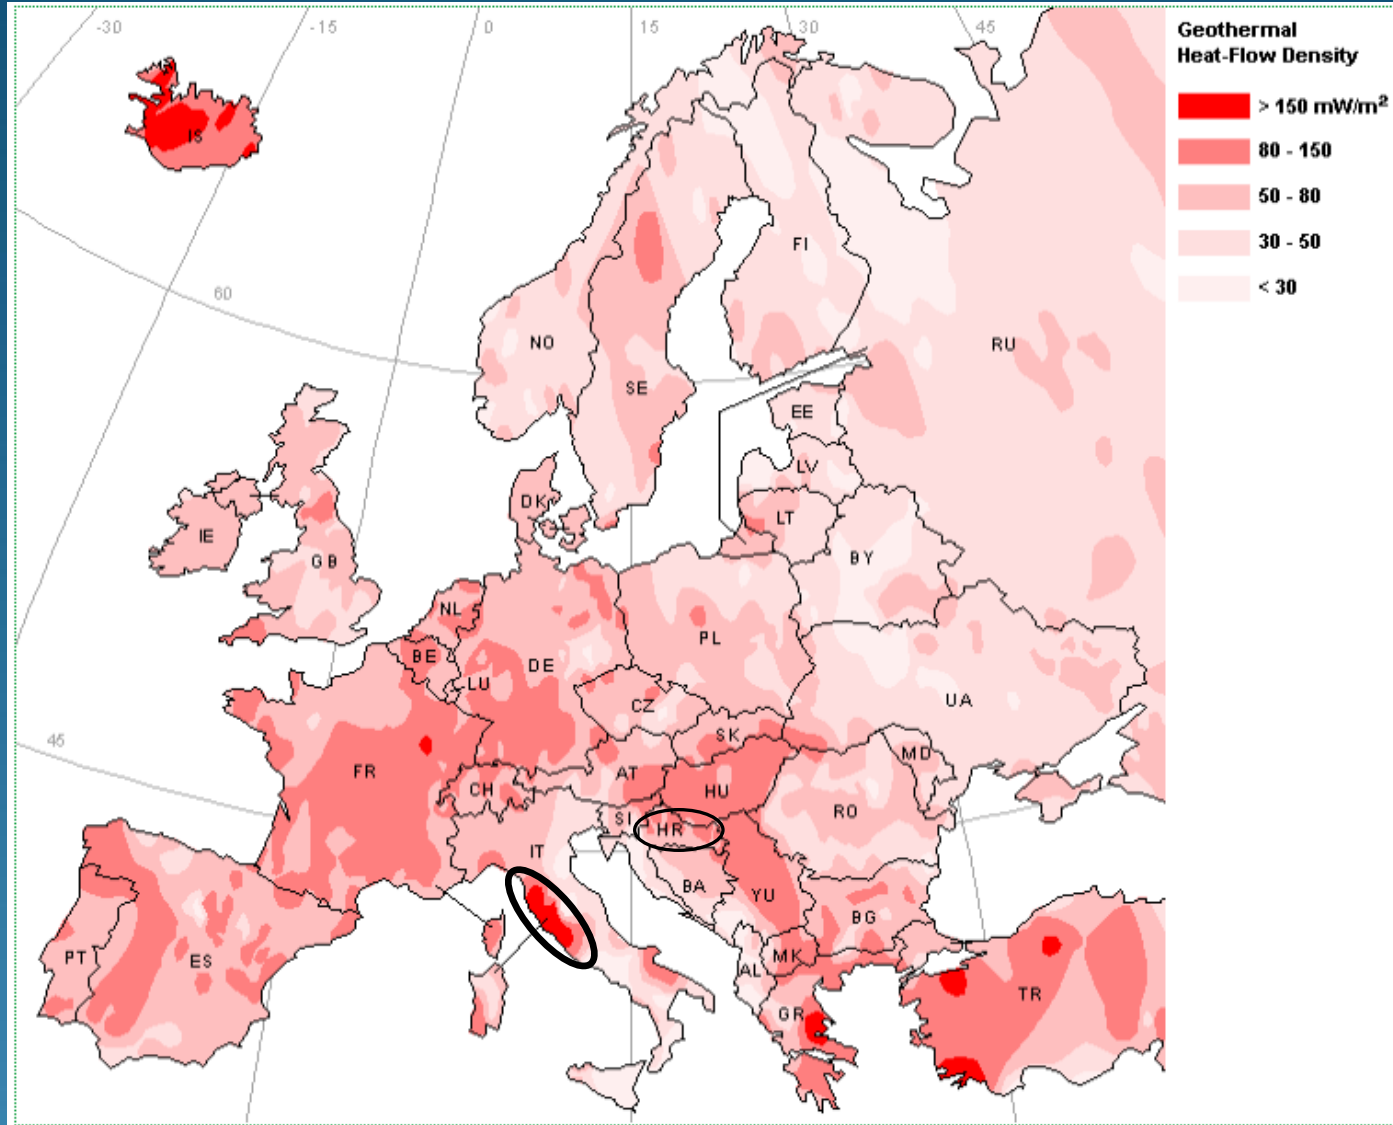 -30
-15
0
15
30
45
Geothermal
Heat-Flow Density
> 150 mW/m²
80 - 150
50 - 80
30 - 50
< 30
IS
60
FI
NO
RU
SE
EE
LV
DK
LT
IE
GB
BY
NL
PL
BE
DE
LU
CZ
UA
45
SK
MD
FR
AT
CH
HU
RO
SI
HR
IT
BA
YU
BG
PT
ES
MK
AL
TR
GR